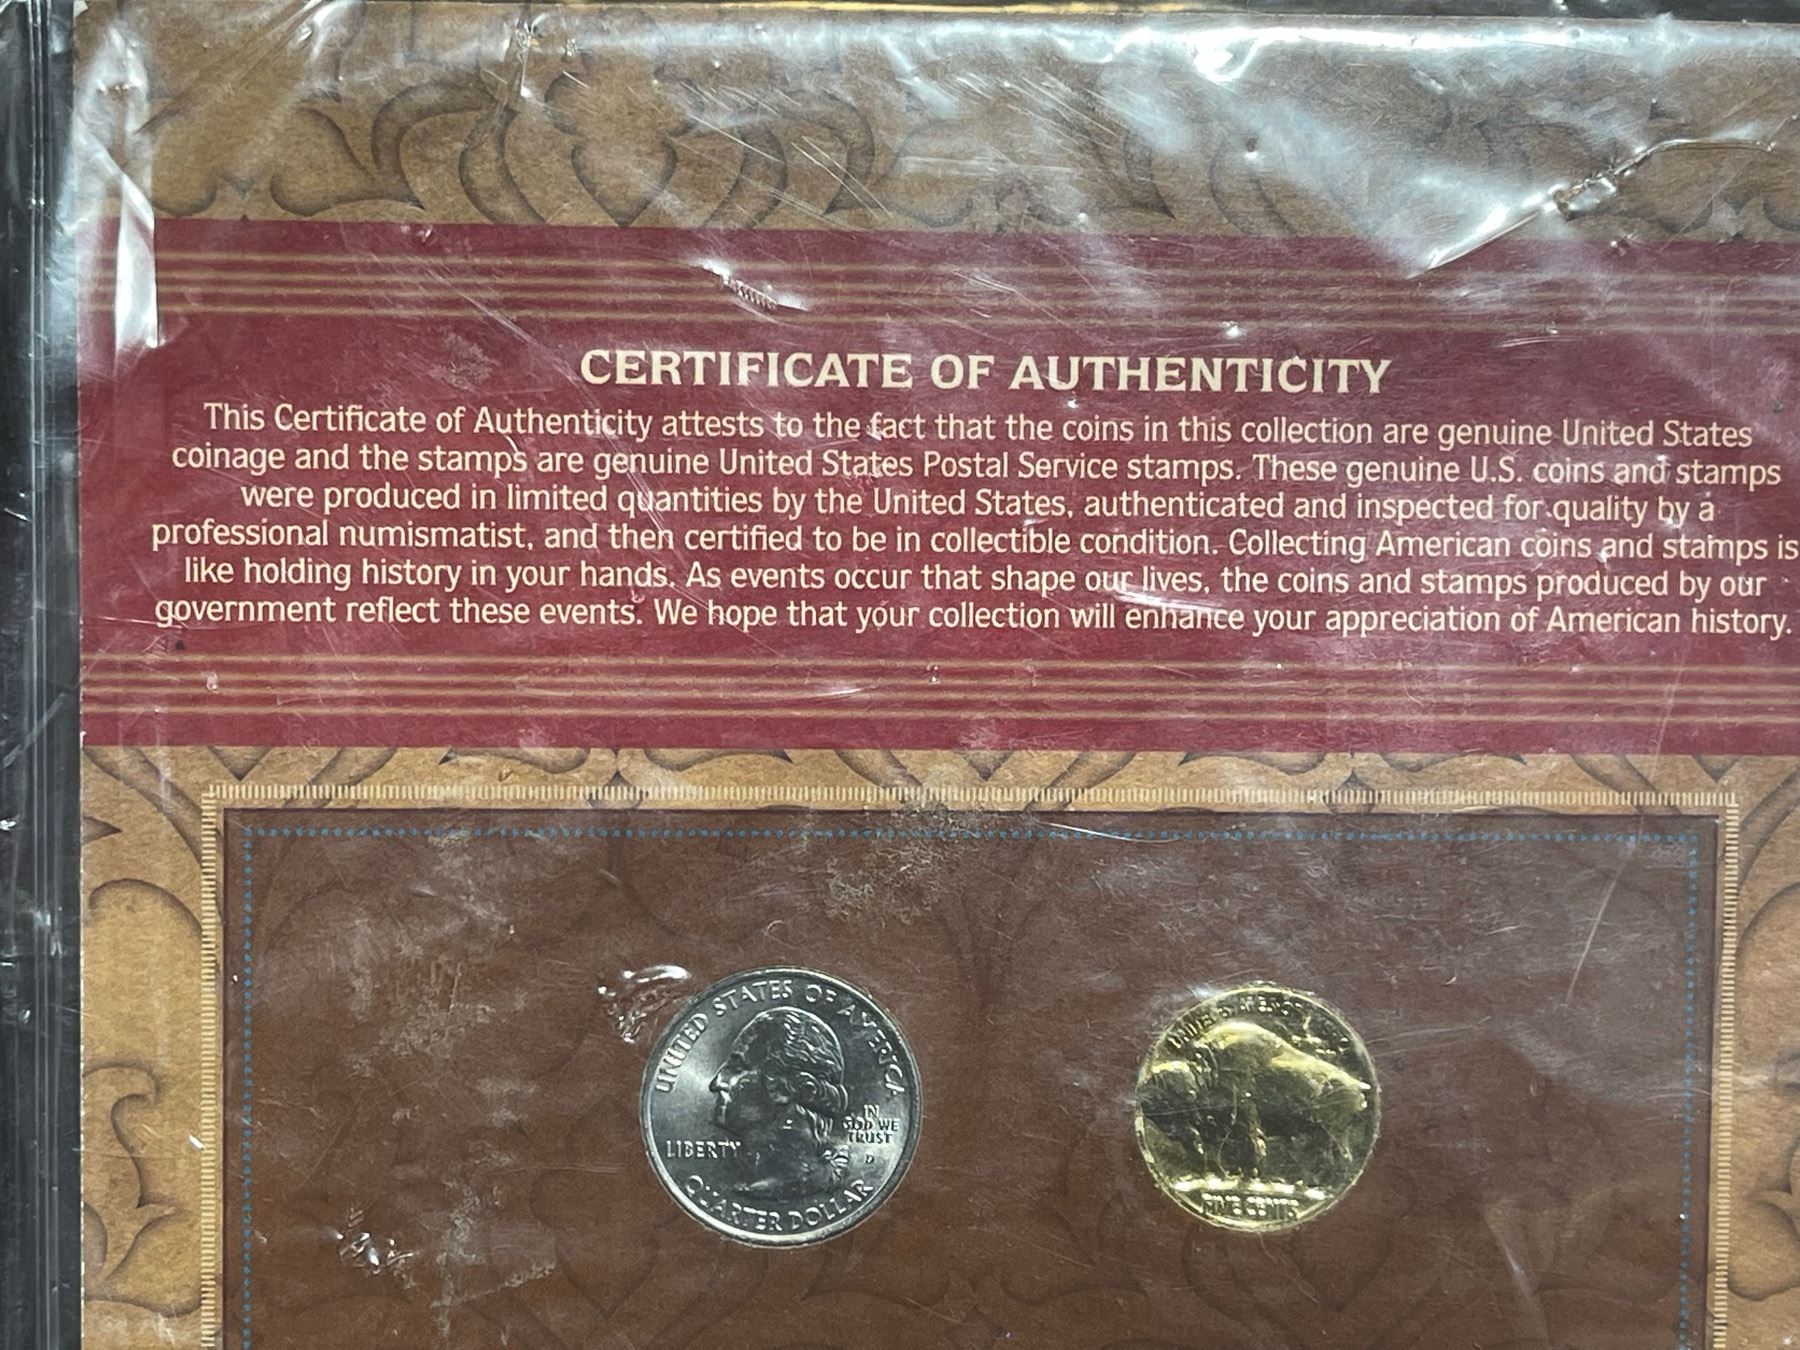 CERTIFICATE OF AUTHENTICITY
This Certificate of Authenticity attests to the fact that the coins in this collection are genuine United States
coinage and the stamps are genuine United States Postal Service stamps. These genuine U.S. coins and stamps
were produced in limited quantities by the United States, authenticated and inspected for quality by a
professional numismatist, and then certified to be in collectible condition. Collecting American coins and stamps is
like holding history in your hands. As events occur that shape our lives, the coins and stamps produced by our
government reflect these events. We hope that your collection will enhance your appreciation of American history.
UNITED STATES OF AMERICA
LIBERTY
IN
GOD WE
TRUST
D
QUARTER DOLLAR
FIVE CENTS